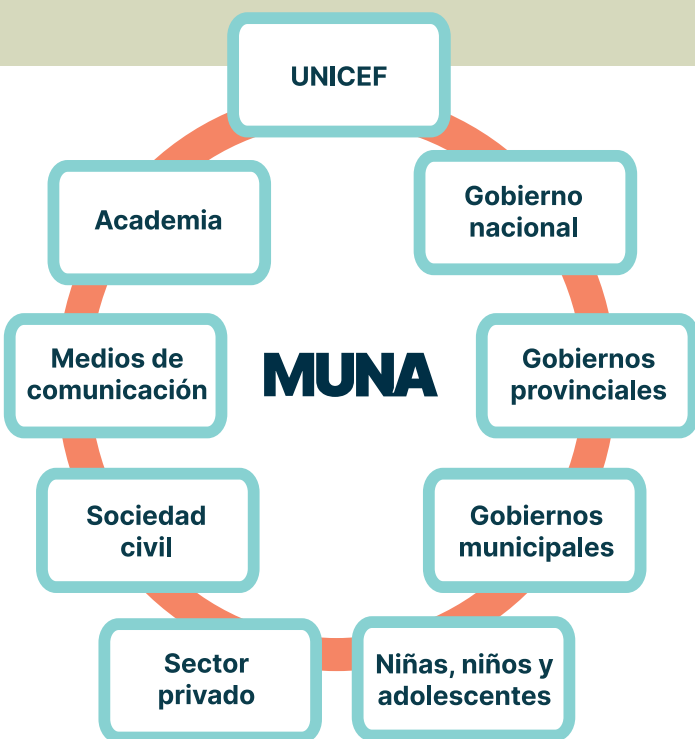 UNICEF
Gobierno
nacional
Gobiernos
provinciales
Gobiernos
municipales
Niñas, niños y
adolescentes
Sector
privado
Sociedad
civil
Medios de
comunicación
Academia
MUNA